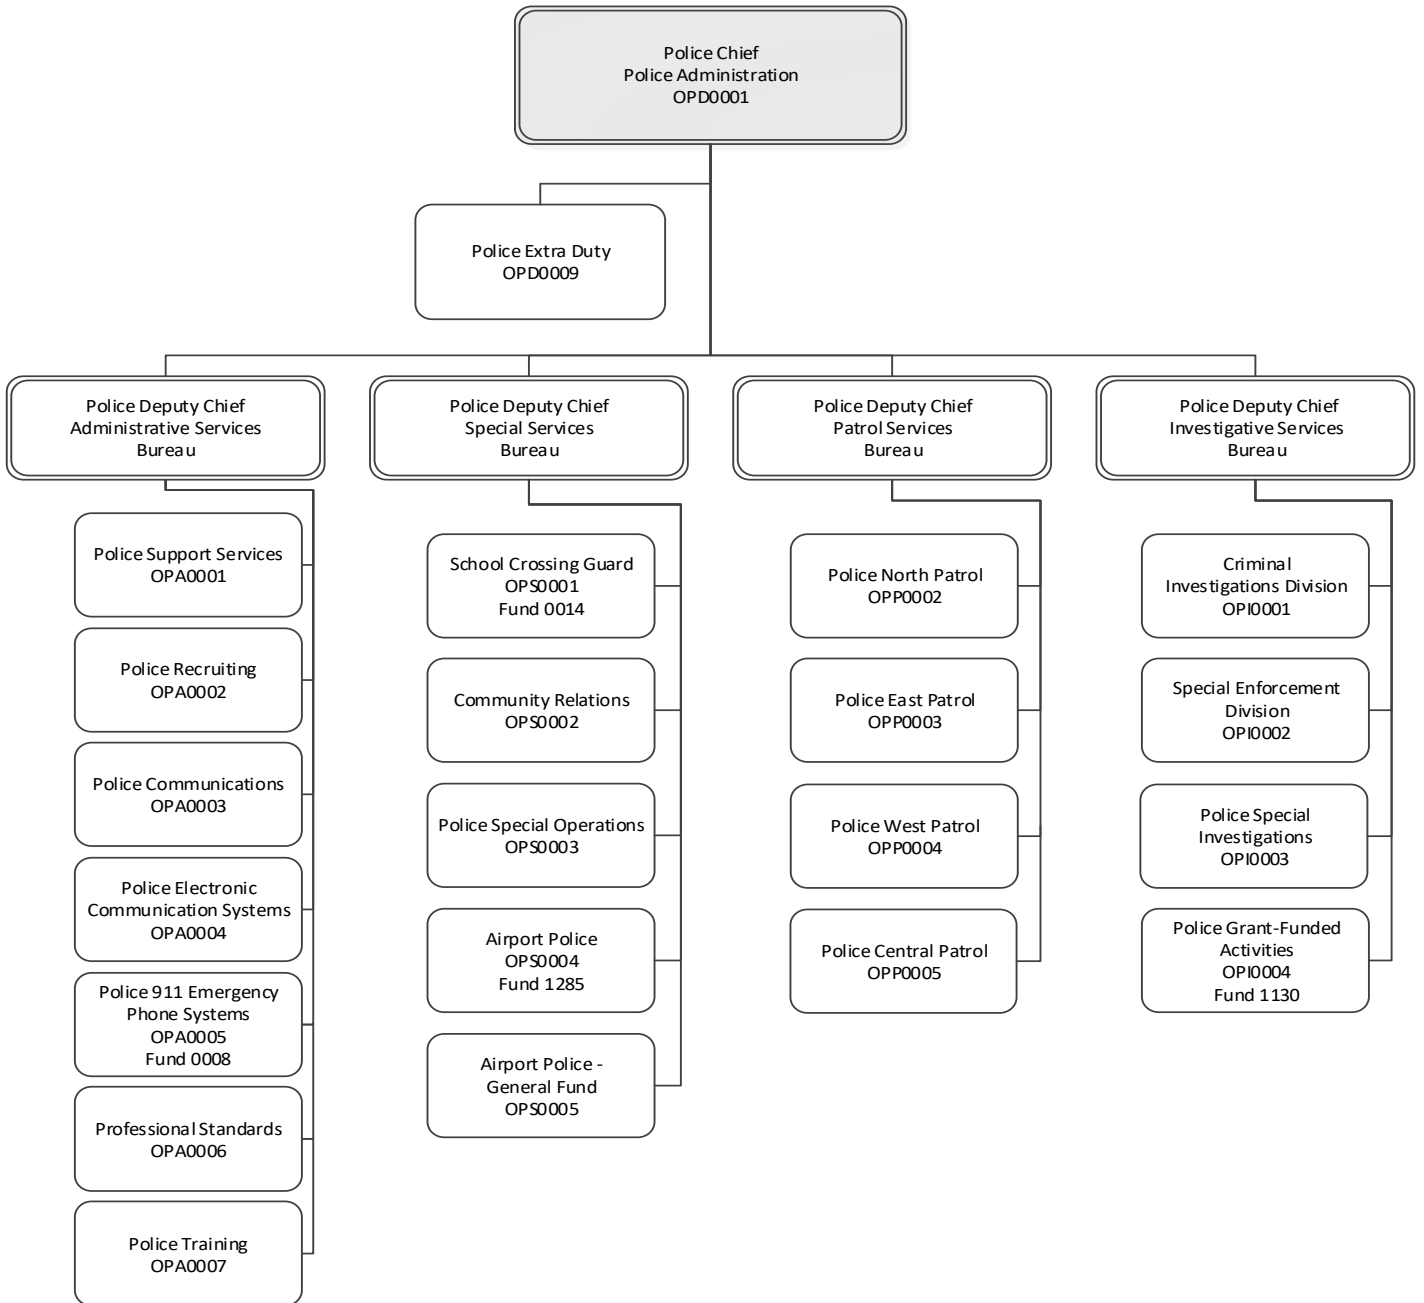 Police Chief
Police Administration
OPD0001
Police Extra Duty
OPD0009
Police Deputy Chief
Administrative Services
Bureau
Police Support Services
OPA0001
Police Recruiting
OPA0002
Police Communications
OPA0003
Police Electronic
Communication Systems
OPA0004
Police 911 Emergency
Phone Systems
OPA0005
Fund 0008
Professional Standards
OPA0006
Police Training
OPA0007
Police Deputy Chief
Special Services
Bureau
School Crossing Guard
OPS0001
Fund 0014
Community Relations
OPS0002
Police Special Operations
OPS0003
Airport Police
OPS0004
Fund 1285
Airport Police -
General Fund
OPS0005
Police Deputy Chief
Patrol Services
Bureau
Police North Patrol
OPP0002
Police East Patrol
OPP0003
Police West Patrol
OPP0004
Police Central Patrol
OPP0005
Police Deputy Chief
Investigative Services
Bureau
Criminal
Investigations Division
OPI0001
Special Enforcement
Division
OPI0002
Police Special
Investigations
OPI0003
Police Grant-Funded
Activities
OPI0004
Fund 1130